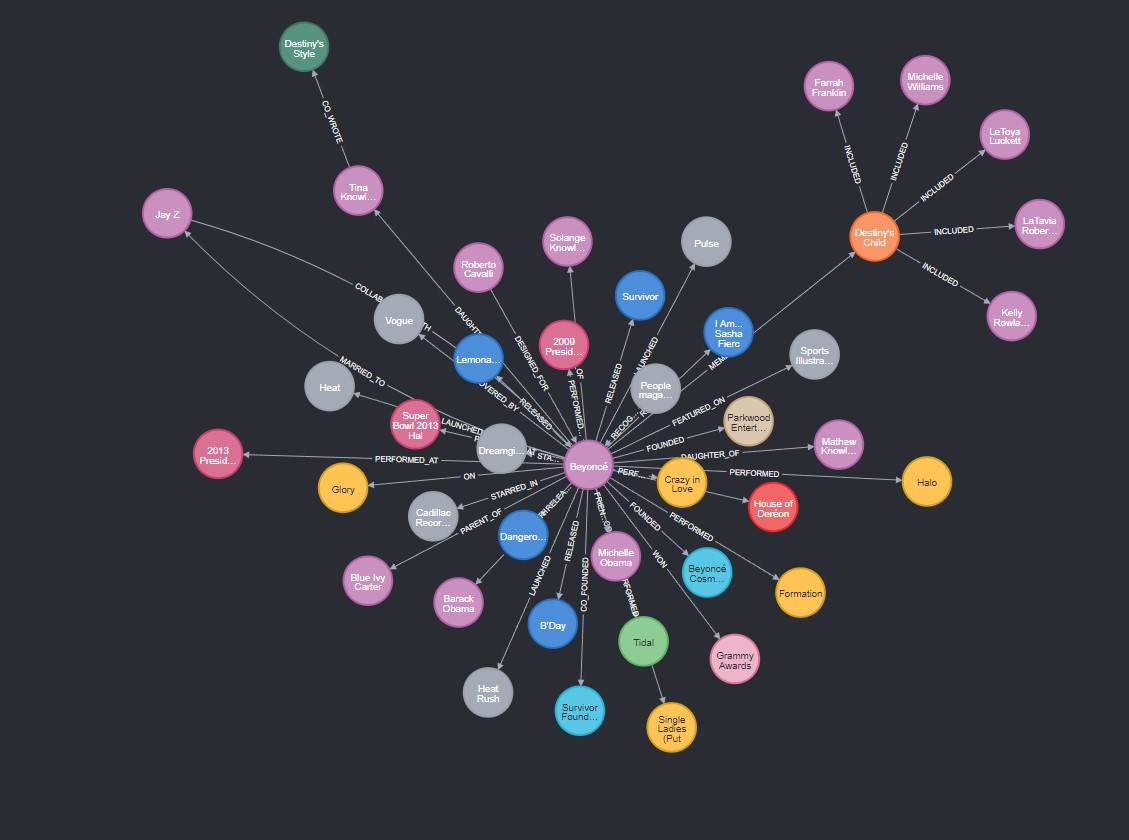 Destiny's
Style
CO_WROTE
Farrah
Franklin
Michelle
Williams
LeToya
Luckett
INCLUDED
INCLUDED
INCLUDED
INCLUDED
INCLUDED
LaTavia
Rober...
Destiny's
Child
Kelly
Rowla...
Tina
Knowl...
Jay Z
Solange
Knowl...
Pulse
Roberto
Cavalli
Survivor
COLLAB
TH
Vogue
DAUGHT
I Am...
Sasha
Fierc
2009
Presid...
Lemona...
DESIGNED_FOR
OF
LAUNCHED
MEM
Sports
Illustra...
MARRIED_TO
Heat
OVERED_BY
RELEASED
PERFORMED...
RELEASED
People
maga...
RECOG...
R
FEATURED_ON
Super
Bowl 2013
Hal
LAUNCHED
Parkwood
Entert...
FOUNDED
Mathew
Knowl...
2013
Presid...
PERFORMED_AT
Dreamgi...
AT STA...
DAUGHTER_OF
Beyoncé
PERF...
PERFORMED
Glory
ON
STARRED_IN
Crazy in
Love
Halo
Cadillac
Recor...
PARENT_OF
House of
Deréon
FRIEN
FOUNDED
PERFORMED
Dangero...
RELEASED
Michelle
Obama
WON
Beyoncé
Cosm...
Blue Ivy
Carter
LAUNCHED
CO_FOUNDED
Formation
Barack
Obama
RFORMED
B'Day
Tidal
Grammy
Awards
Heat
Rush
Survivor
Found...
Single
Ladies
(Put